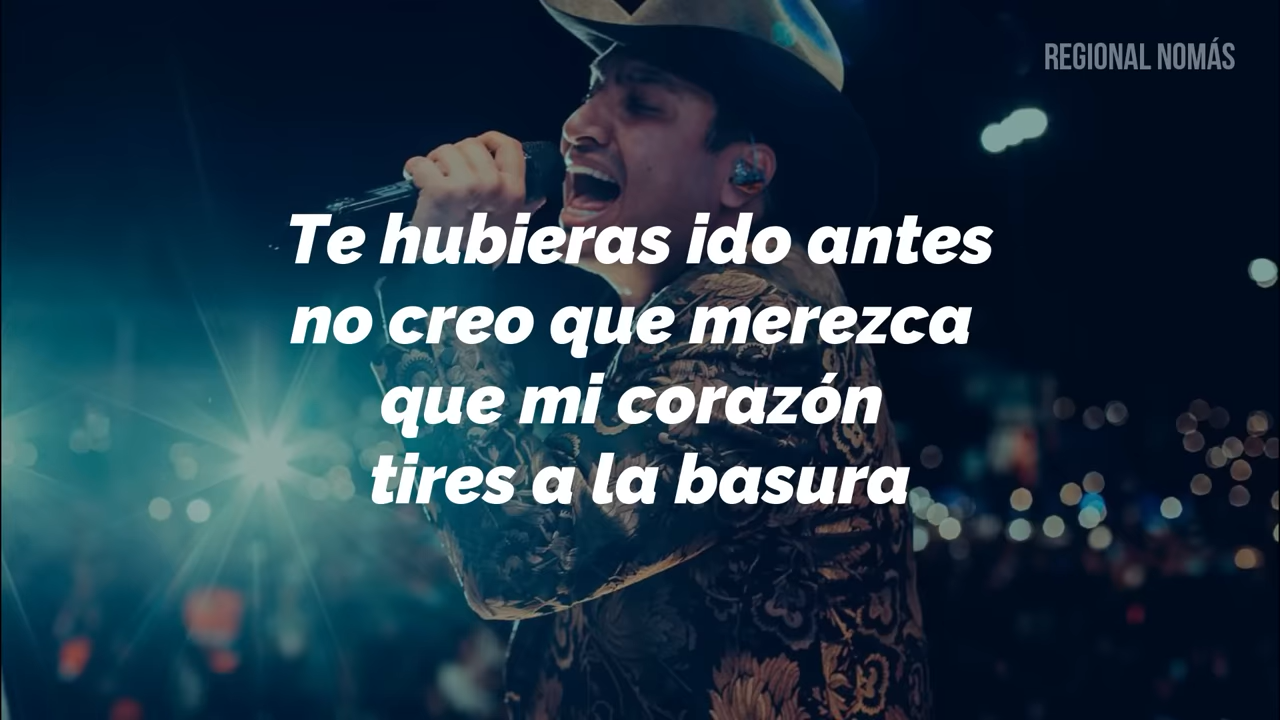 REGIONAL NOMÁS
Te hubieras ido antes
no creo que merezca
que mi corazón
tires a la basura